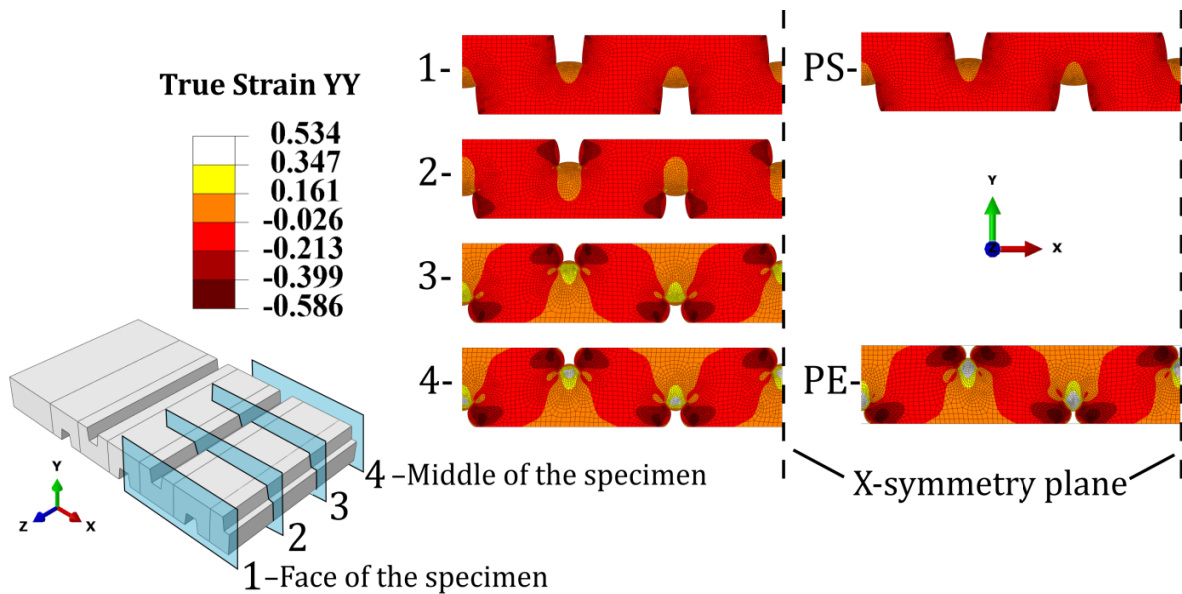 True Strain YY
0.534
0.347
0.161
-0.026
-0.213
-0.399
-0.586
1-
2-
3-
4-
PS-
Y
X
Z
PE-
X-symmetry plane
4 –Middle of the specimen
3
2
1–Face of the specimen
Y
Z
X